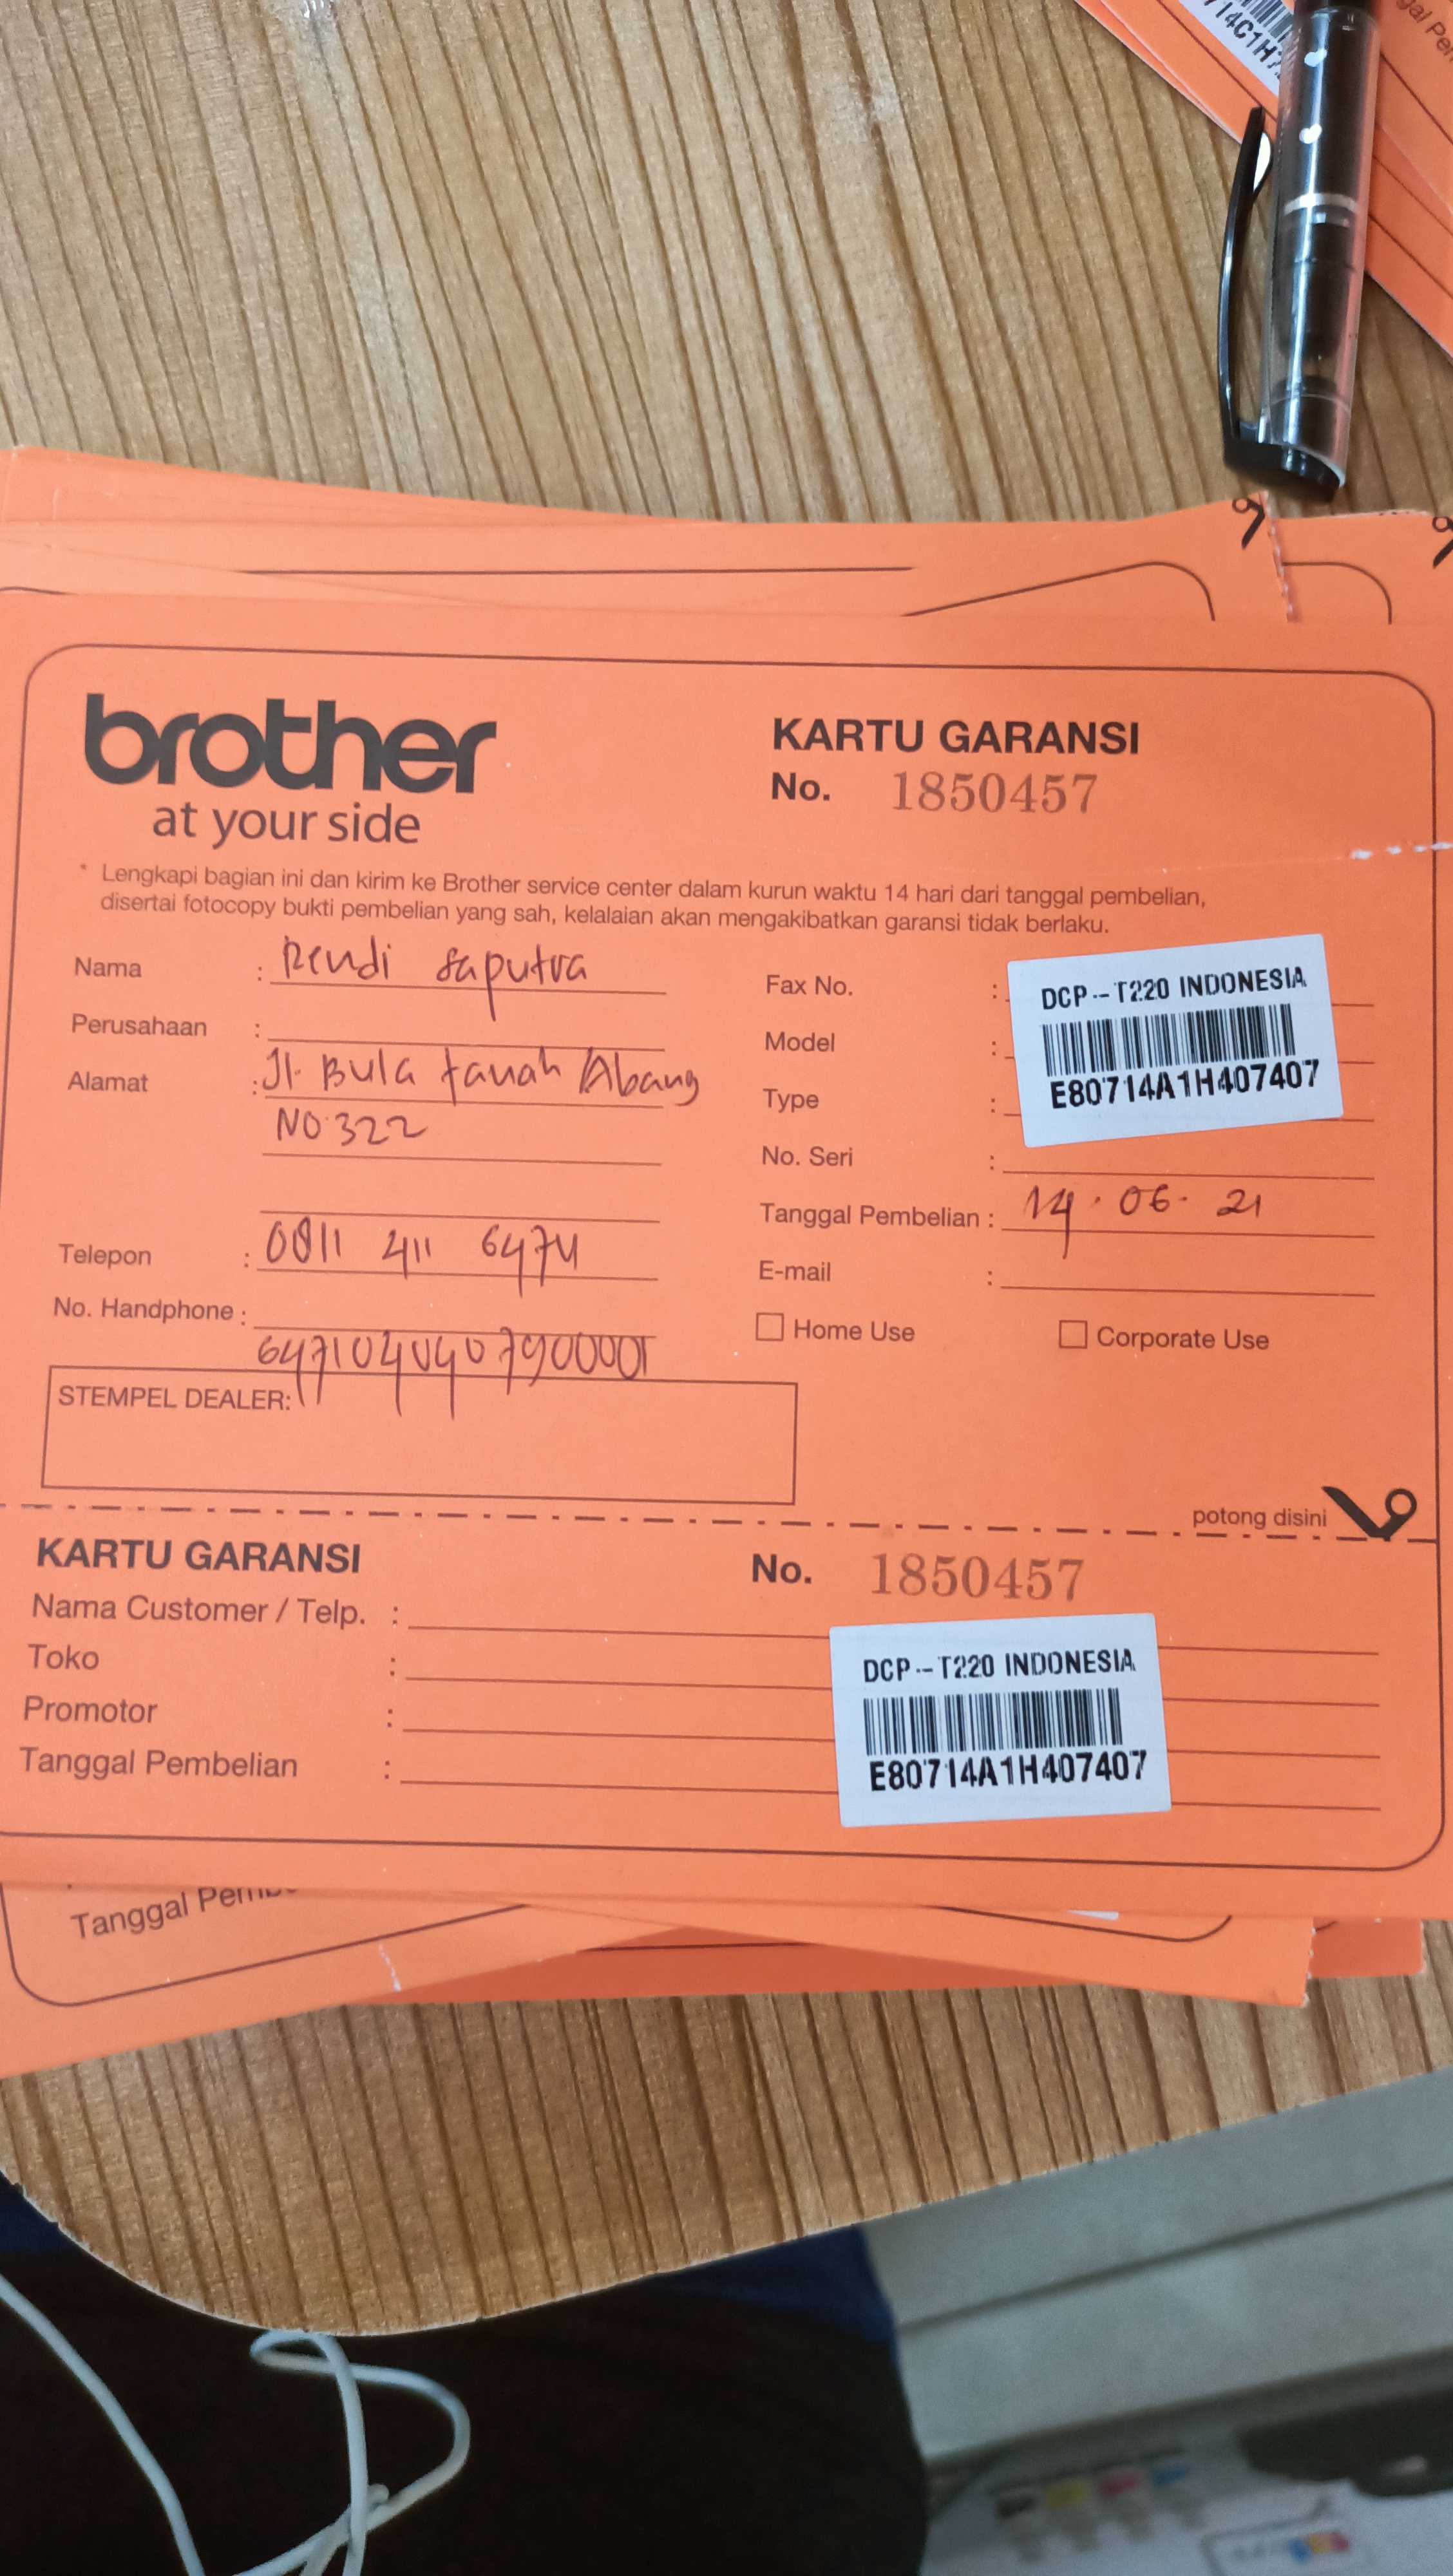 714C1H7
gal Pe
brother
at your side
KARTU GARANSI
No. 1850457
* Lengkapi bagian ini dan kirim ke Brother service center dalam kurun waktu 14 hari dari tanggal pembelian,
disertai fotocopy bukti pembelian yang sah, kelalaian akan mengakibatkan garansi tidak berlaku.
Nama : Rendi saputra
Perusahaan :
Alamat : Jl. Bula tanah Abang
NO 322
Telepon : 0811 411 6474
No. Handphone :
6471040407900001
STEMPEL DEALER:
Fax No. :
Model :
Type :
No. Seri :
DCP-T220 INDONESIA
E80714A1H407407
Tanggal Pembelian : 14 . 06 . 21
E-mail :
Home Use
Corporate Use
potong disini
KARTU GARANSI
No. 1850457
Nama Customer / Telp. :
Toko :
Promotor :
Tanggal Pembelian :
DCP-T220 INDONESIA
E80714A1H407407
Tanggal Pemb